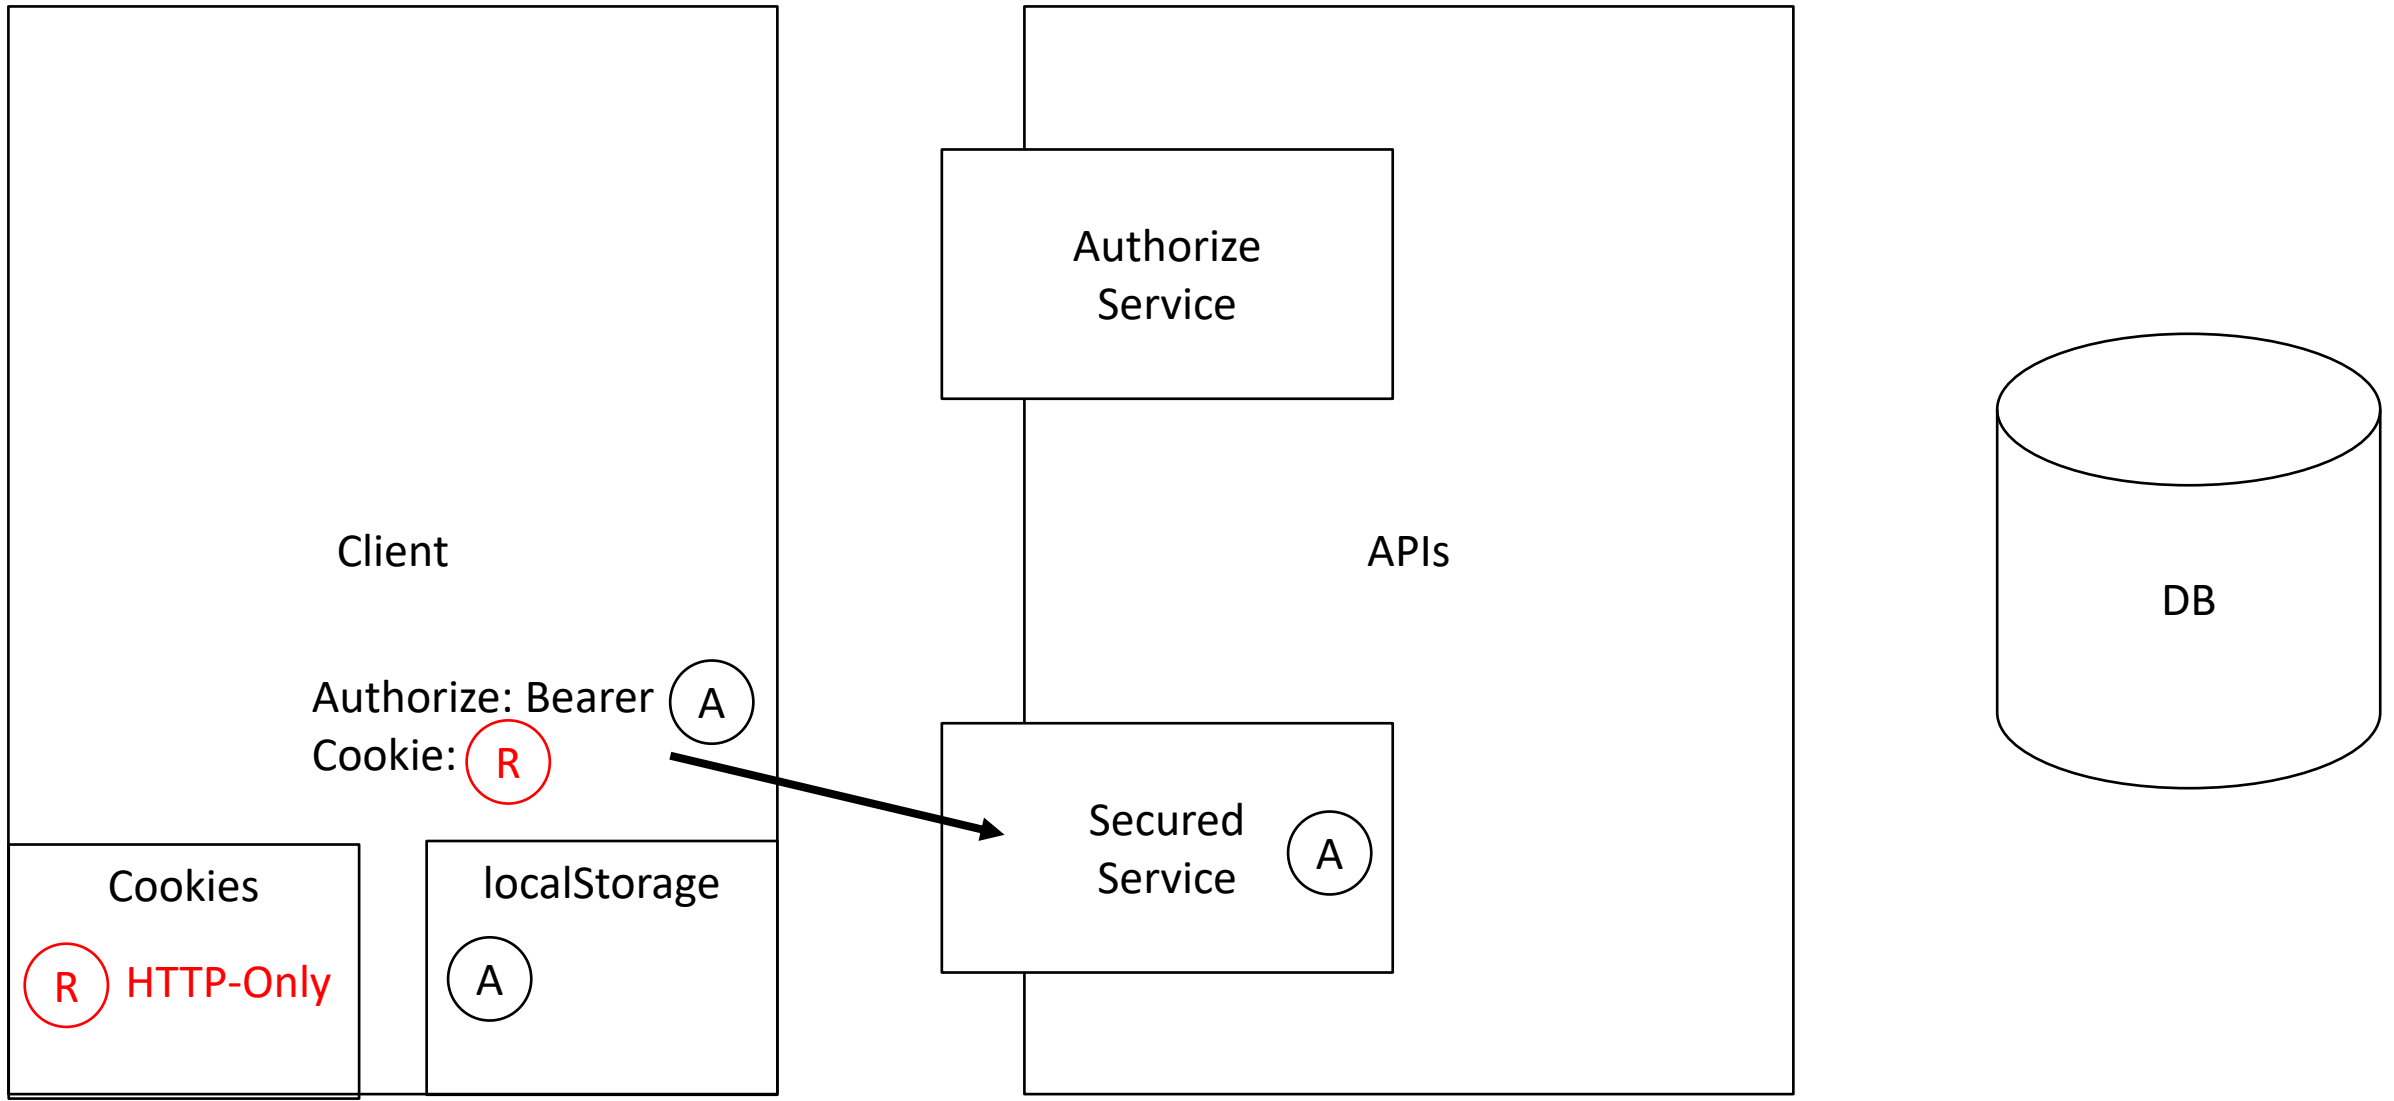 Authorize
Service
Client
APIs
DB
Authorize: Bearer A
Cookie: R
Secured
Service
A
Cookies
R HTTP-Only
localStorage
A